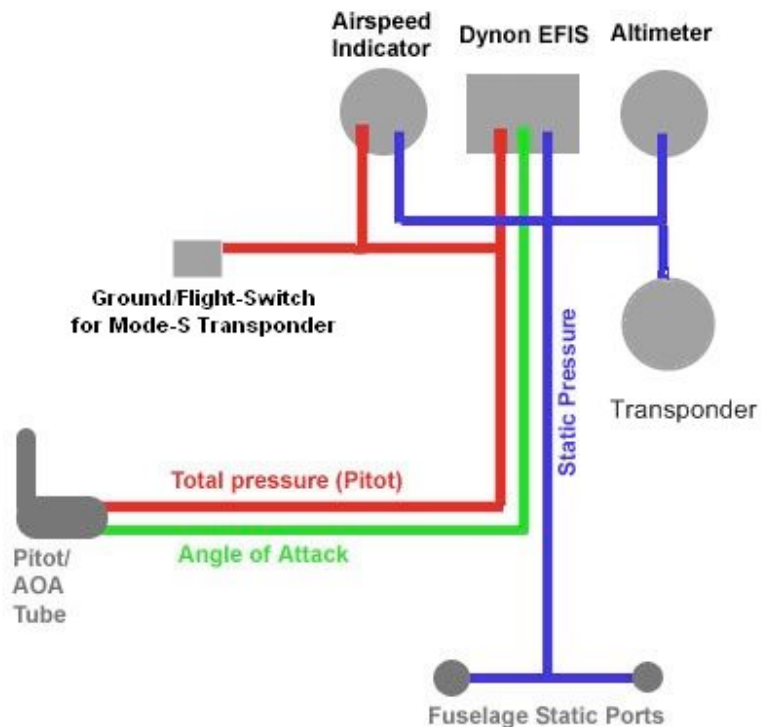 Airspeed
Indicator
Dynon EFIS
Altimeter
Ground/Flight-Switch
for Mode-S Transponder
Static Pressure
Transponder
Total pressure (Pitot)
Angle of Attack
Pitot/
AOA
Tube
Fuselage Static Ports